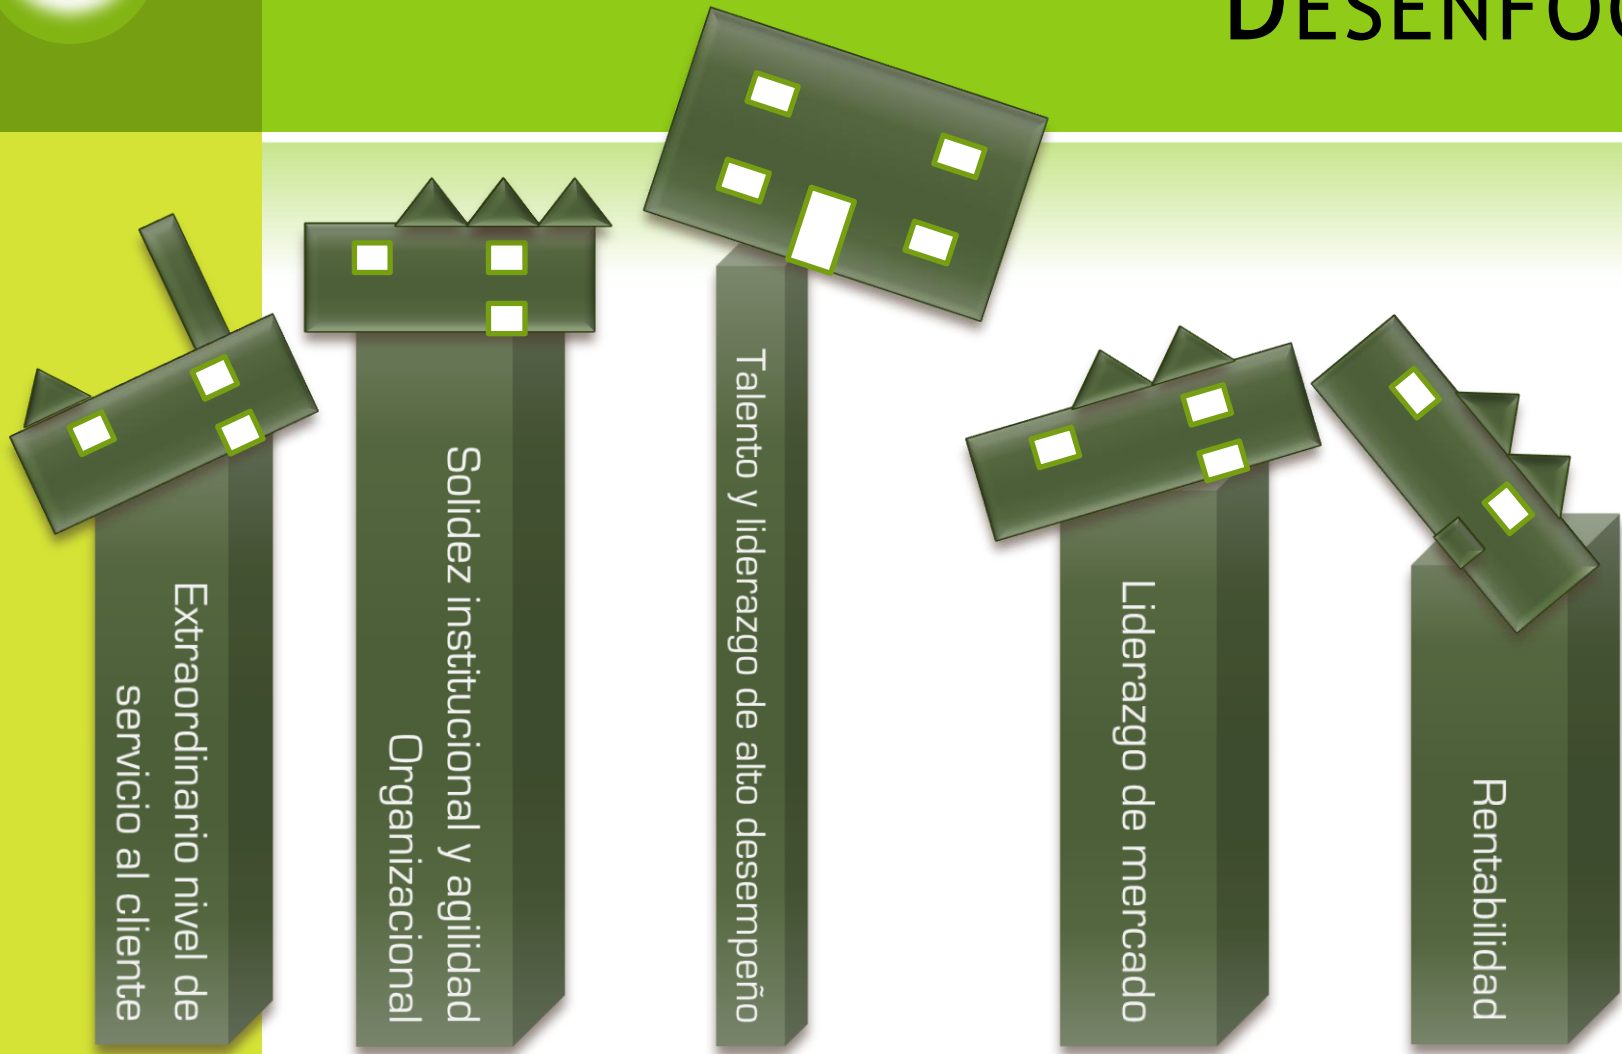 DESENFOC
Extraordinario nivel de
servicio al cliente
Solidez institucional y agilidad
Organizacional
Talento y liderazgo de alto desempeño
Liderazgo de mercado
Rentabilidad